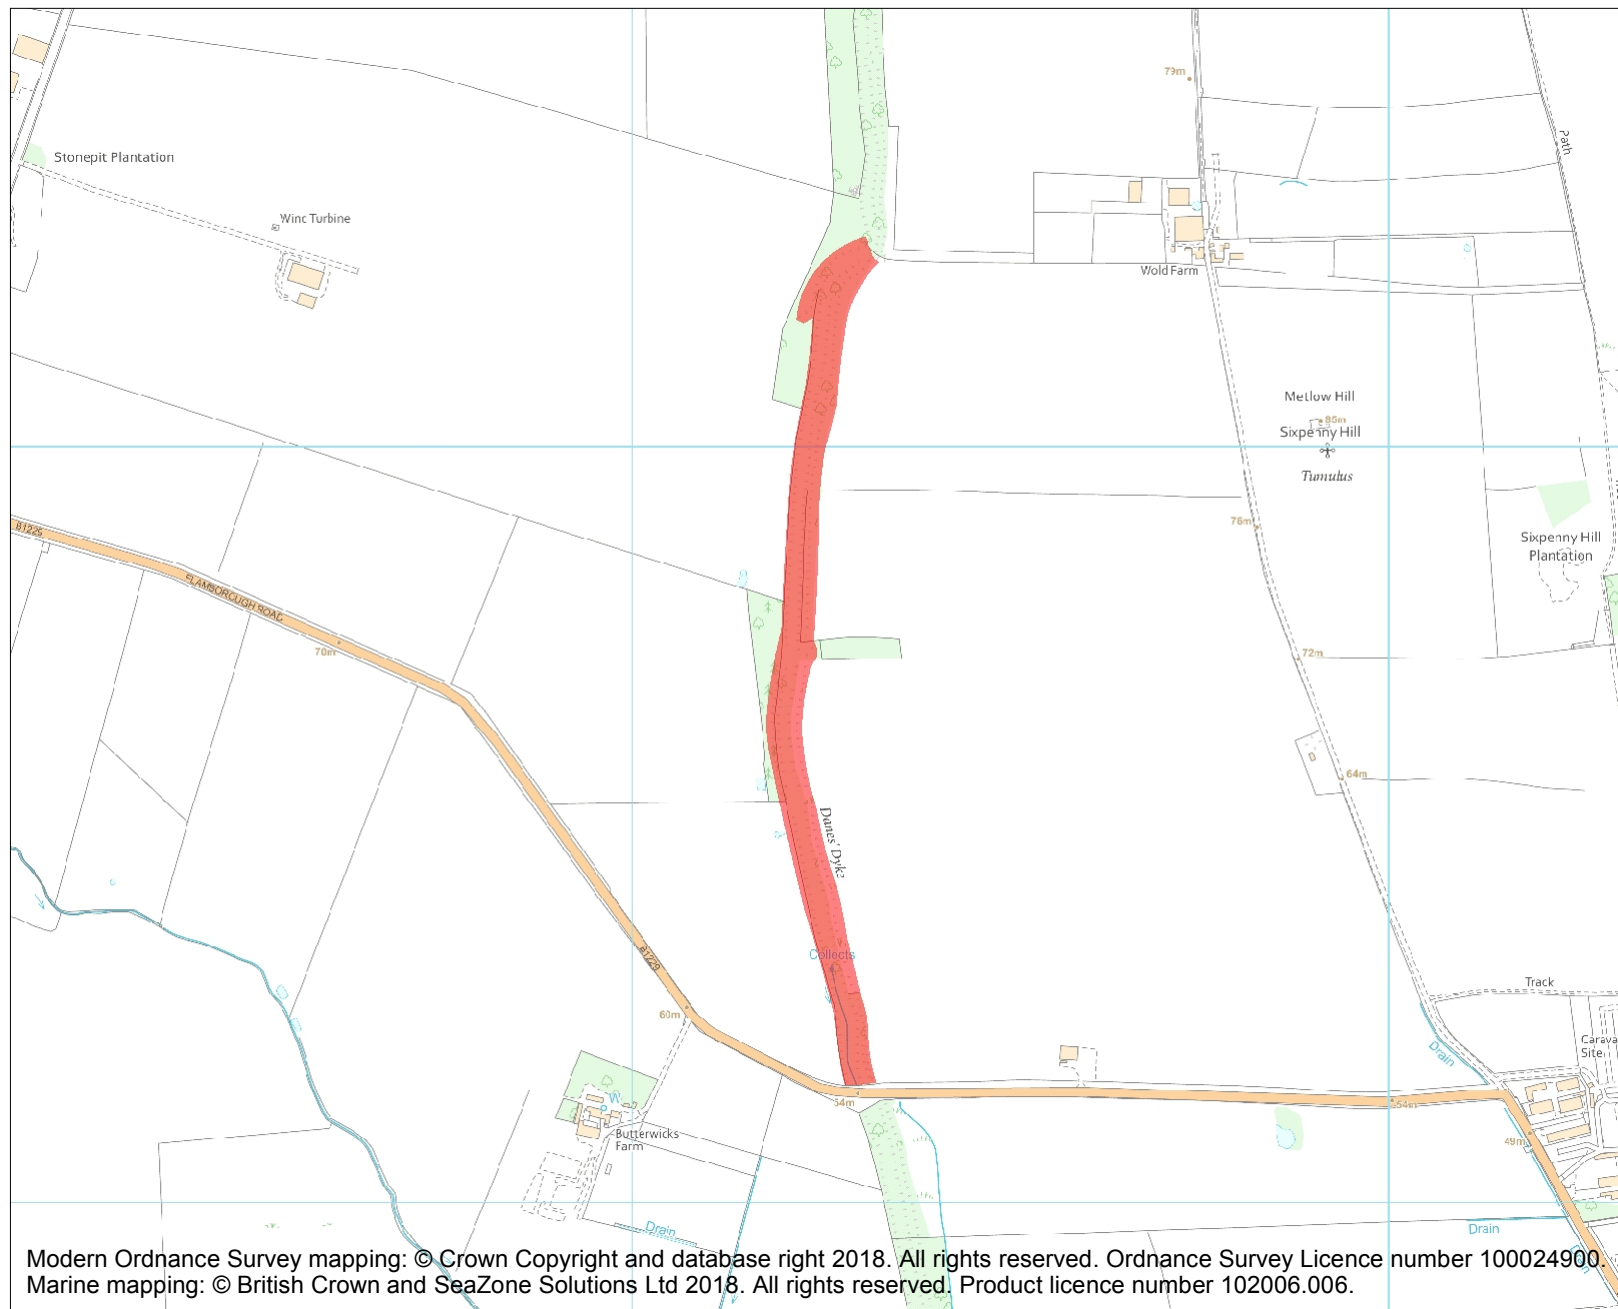 79m
Path
Stonepit Plantation
Wind Turbine
Wold Farm
Metlow Hill
85m
Sixpenny Hill
Tumulus
76m
B1229
Sixpenny Hill
Plantation
FLAMBOROUGH ROAD
70m
72m
64m
Danes' Dyke
Collects
B1229
Track
60m
Drain
Carava
Site
54m
54m
W
49m
Butterwicks
Farm
Drain
Drain
Drain
Modern Ordnance Survey mapping: © Crown Copyright and database right 2018. All rights reserved. Ordnance Survey Licence number 100024900.
Marine mapping: © British Crown and SeaZone Solutions Ltd 2018. All rights reserved. Product licence number 102006.006.